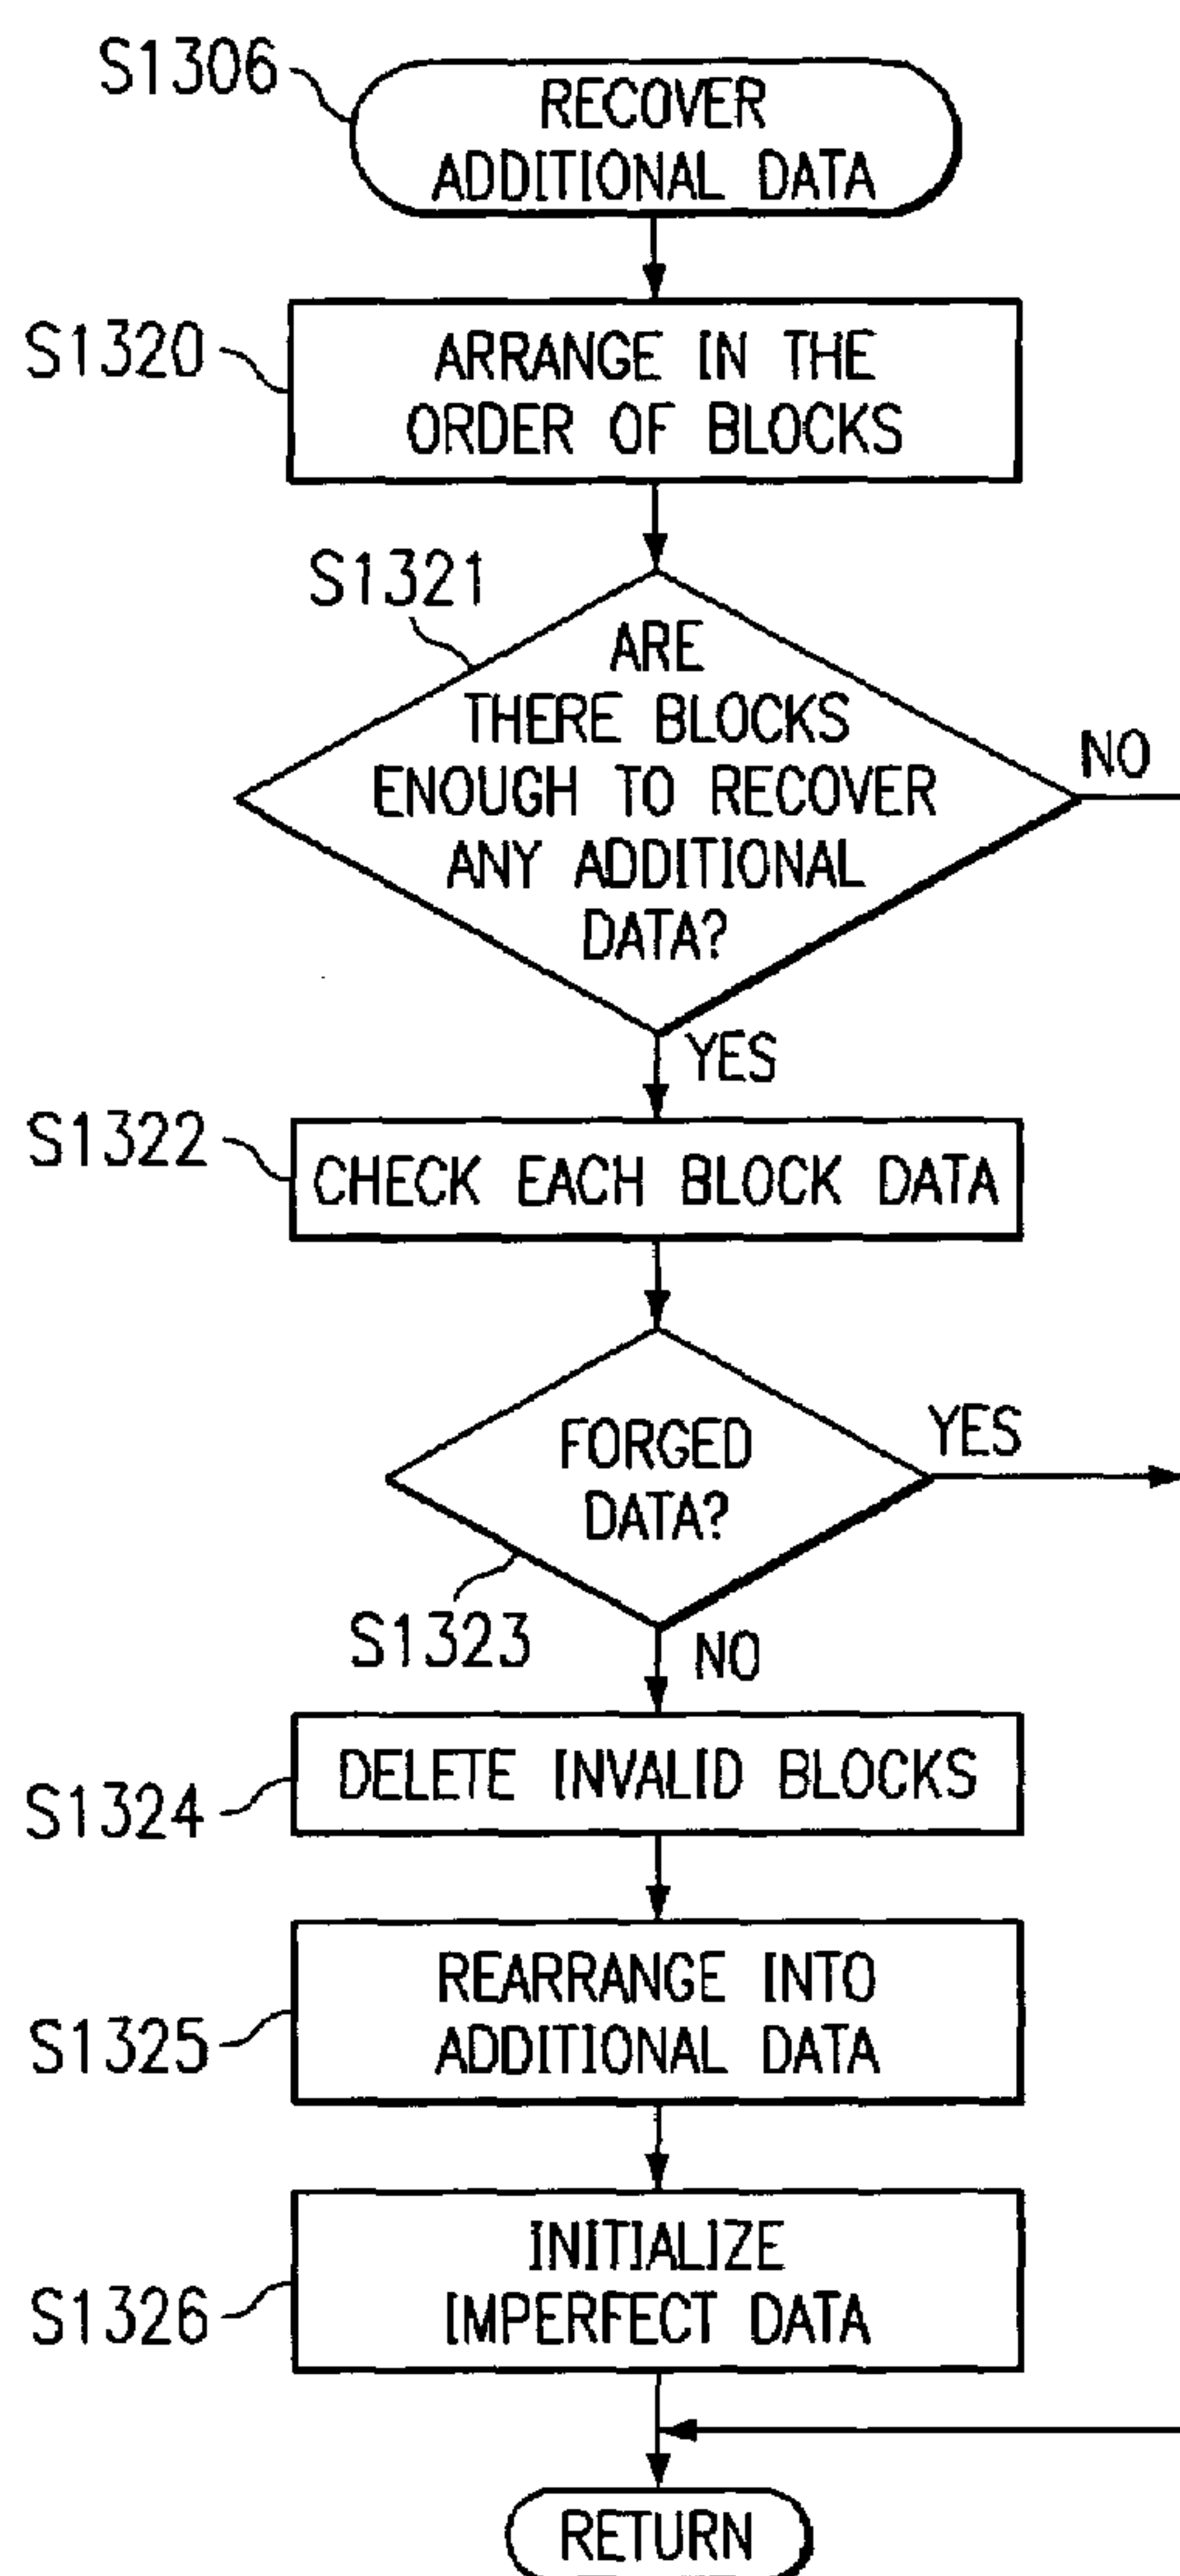 S1306
RECOVER
ADDITIONAL DATA
S1320
ARRANGE IN THE
ORDER OF BLOCKS
S1321
ARE
THERE BLOCKS
ENOUGH TO RECOVER
ANY ADDITIONAL
DATA?
NO
YES
S1322
CHECK EACH BLOCK DATA
FORGED
DATA?
YES
S1323
NO
S1324
DELETE INVALID BLOCKS
S1325
REARRANGE INTO
ADDITIONAL DATA
S1326
INITIALIZE
IMPERFECT DATA
RETURN